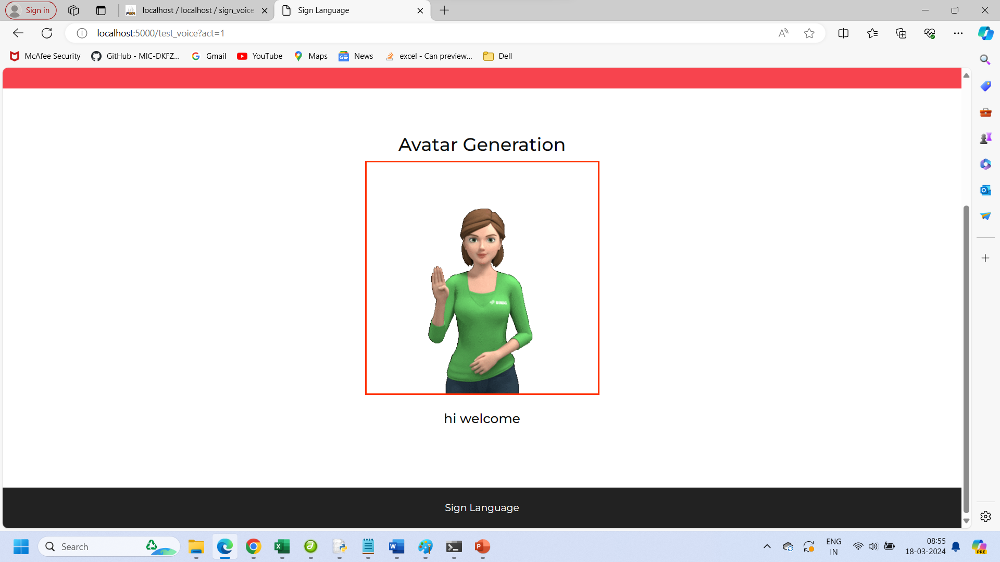 Sign in
localhost / localhost / sign_voice
Sign Language
localhost:5000/test_voice?act=1
McAfee Security
GitHub - MIC-DKFZ...
Gmail
YouTube
Maps
News
excel - Can preview...
Dell
Avatar Generation
hi welcome
Sign Language
Search
ENG
IN
08:55
18-03-2024
PRE